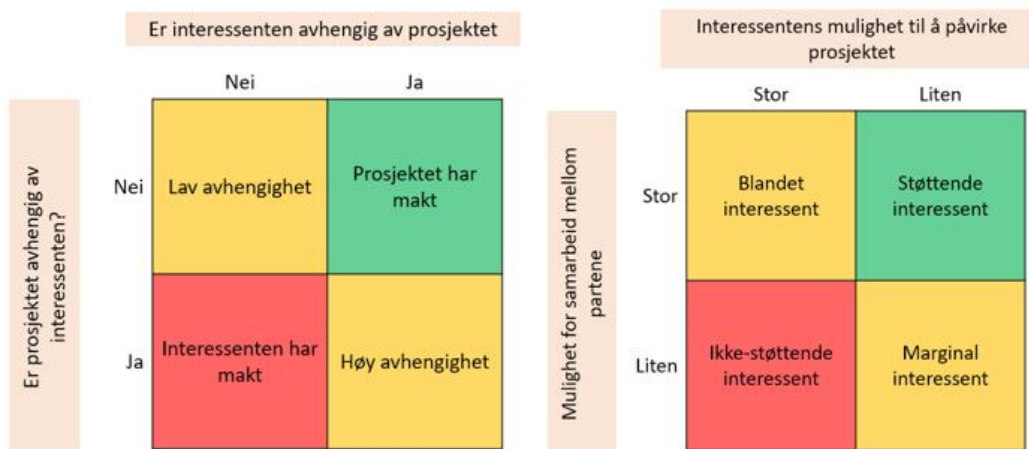 Er interessenten avhengig av prosjektet
Nei
Ja
Er prosjektet avhengig av
interessenten?
Nei
Lav avhengighet
Prosjektet har
makt
Ja
Interessenten har
makt
Høy avhengighet
Interessentens mulighet til å påvirke
prosjektet
Stor
Liten
Mulighet for samarbeid mellom
partene
Stor
Blandet
interessent
Støttende
interessent
Liten
Ikke-støttende
interessent
Marginal
interessent